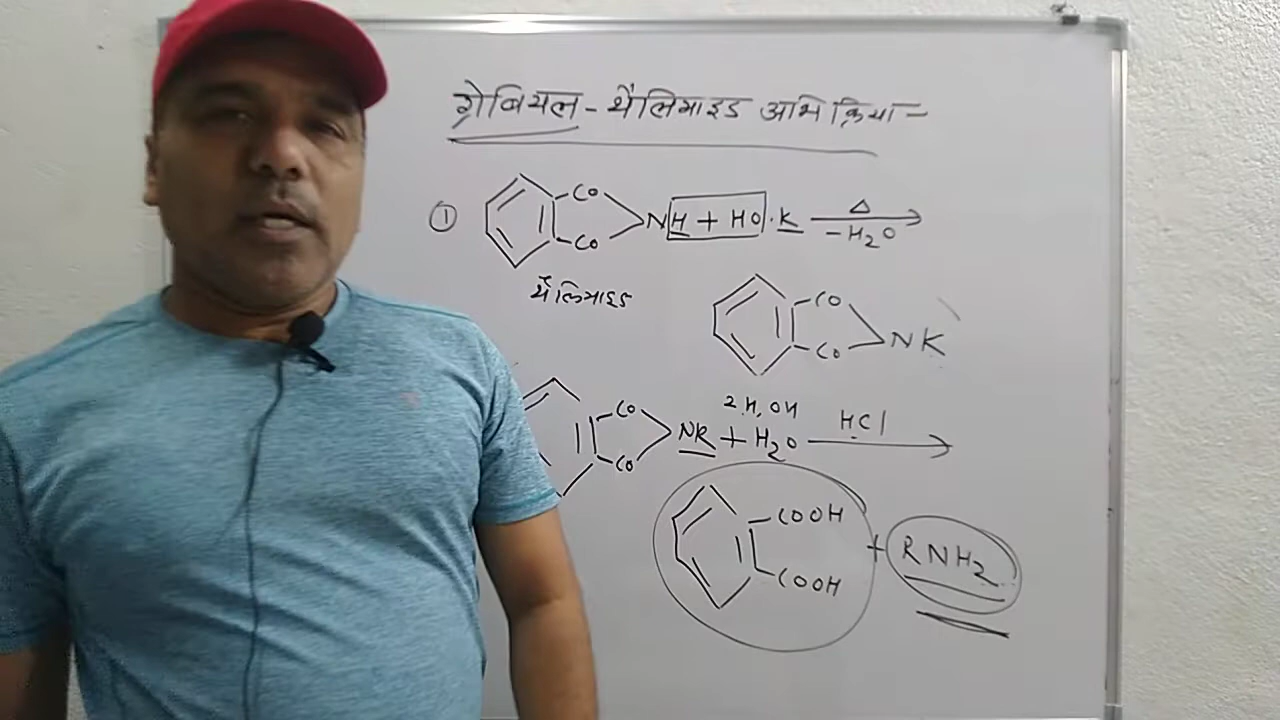 ग्रेबियल - थैलिमाइड अभिक्रिया -
① CO CO NH + HO.K Δ -H2O
थैलिमाइड
CO CO NK
CO CO NR + H2O 2H,OH HCl
COOH COOH + RNH2